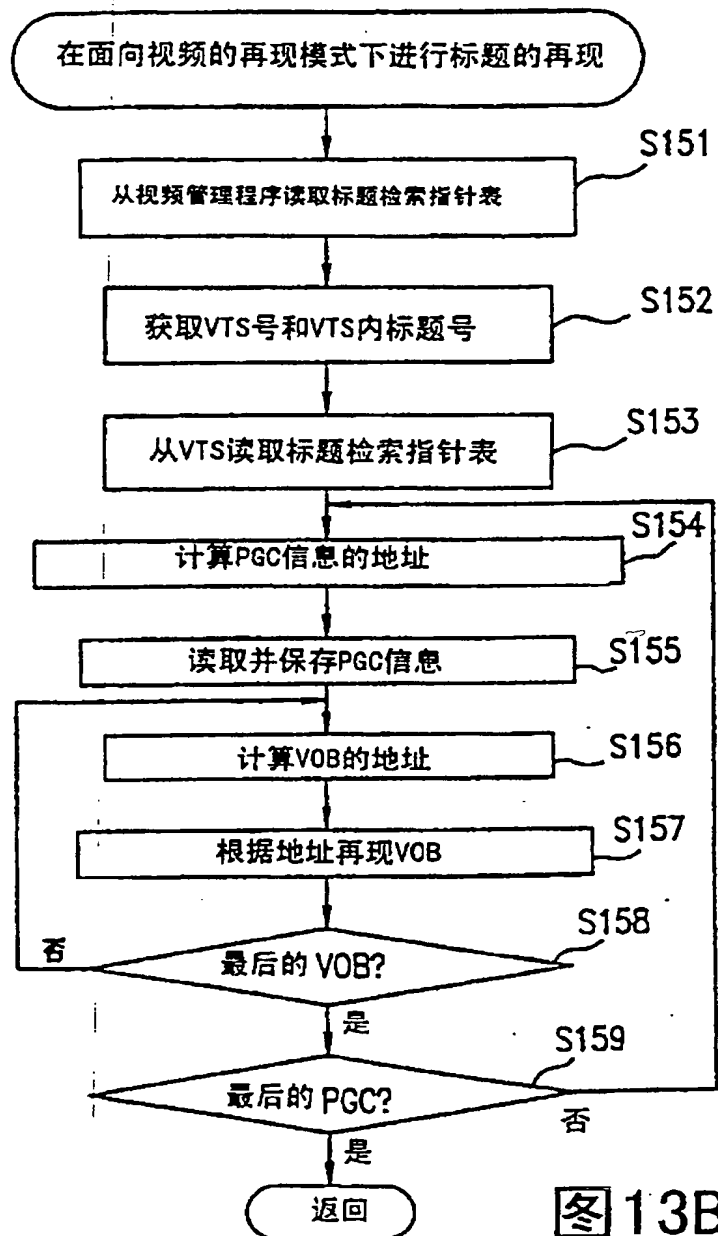 在面向视频的再现模式下进行标题的再现
S151
从视频管理程序读取标题检索指针表
S152
获取VTS号和VTS内标题号
S153
从VTS读取标题检索指针表
S154
计算PGC信息的地址
S155
读取并保存PGC信息
S156
计算VOB的地址
S157
根据地址再现VOB
S158
否
最后的 VOB?
是
S159
最后的 PGC?
否
是
返回
图13B